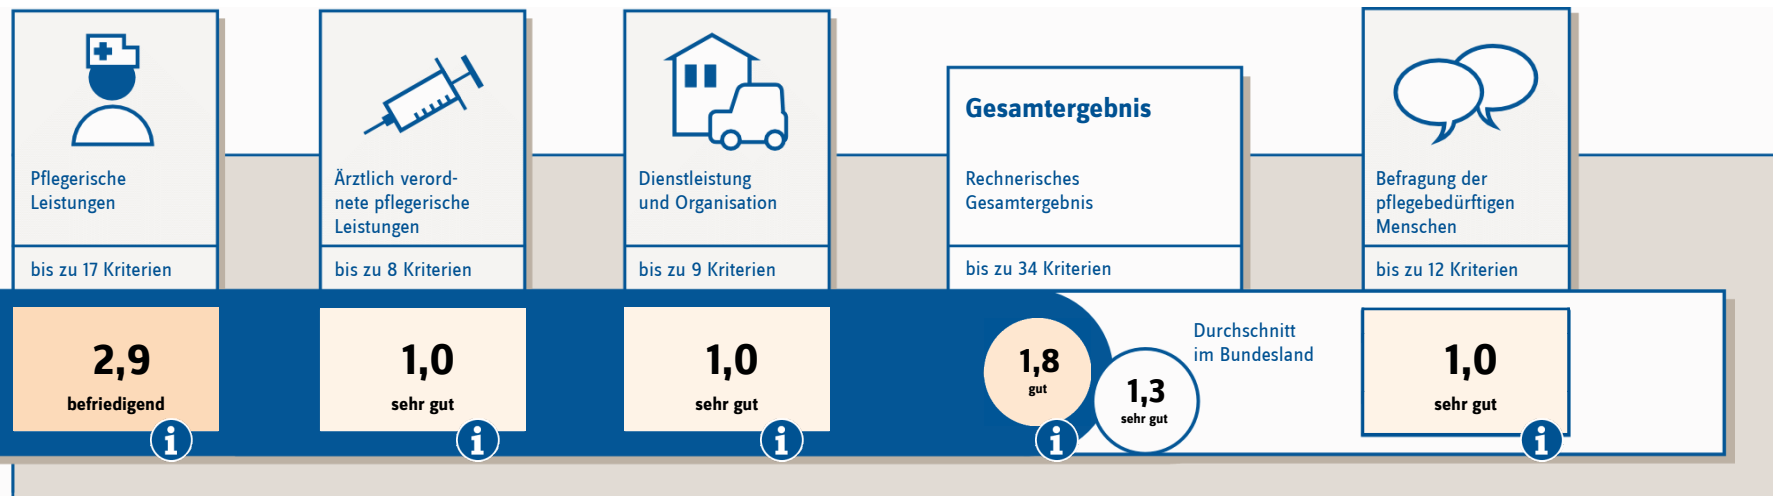 Pflegerische
Leistungen
bis zu 17 Kriterien
2,9
befriedigend
i
Ärztlich verord-
nete pflegerische
Leistungen
bis zu 8 Kriterien
1,0
sehr gut
i
Dienstleistung
und Organisation
bis zu 9 Kriterien
1,0
sehr gut
i
Gesamtergebnis
Rechnerisches
Gesamtergebnis
bis zu 34 Kriterien
1,8
gut
i
1,3
sehr gut
Durchschnitt
im Bundesland
Befragung der
pflegebedürftigen
Menschen
bis zu 12 Kriterien
1,0
sehr gut
i